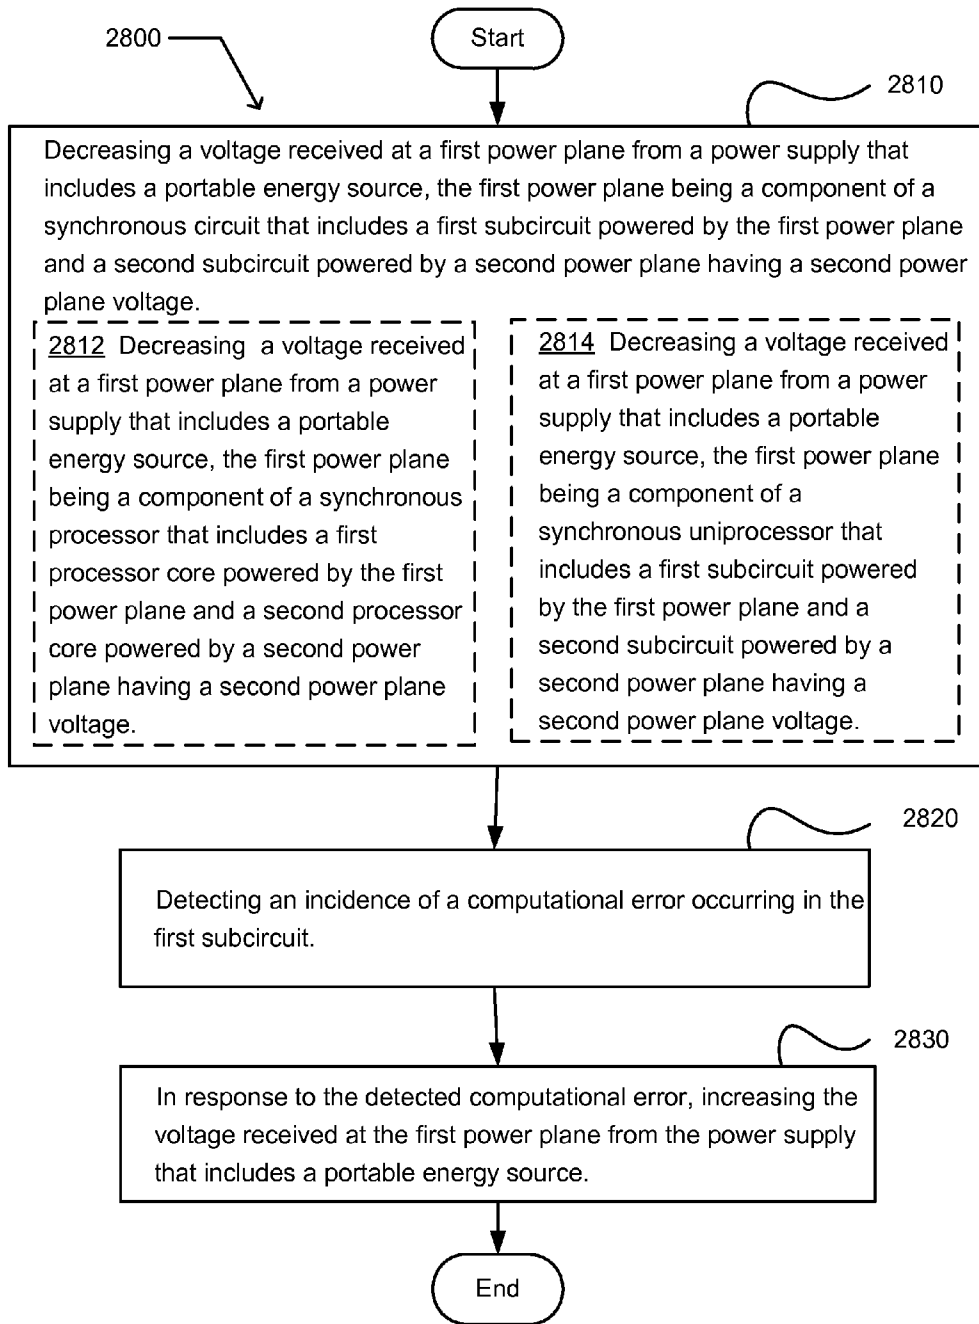 2800
Start
2810
Decreasing a voltage received at a first power plane from a power supply that
includes a portable energy source, the first power plane being a component of a
synchronous circuit that includes a first subcircuit powered by the first power plane
and a second subcircuit powered by a second power plane having a second power
plane voltage.
2812 Decreasing a voltage received
at a first power plane from a power
supply that includes a portable
energy source, the first power plane
being a component of a synchronous
processor that includes a first
processor core powered by the first
power plane and a second processor
core powered by a second power
plane having a second power plane
voltage.
2814 Decreasing a voltage received
at a first power plane from a power
supply that includes a portable
energy source, the first power plane
being a component of a
synchronous uniprocessor that
includes a first subcircuit powered
by the first power plane and a
second subcircuit powered by a
second power plane having a
second power plane voltage.
2820
Detecting an incidence of a computational error occurring in the
first subcircuit.
2830
In response to the detected computational error, increasing the
voltage received at the first power plane from the power supply
that includes a portable energy source.
End